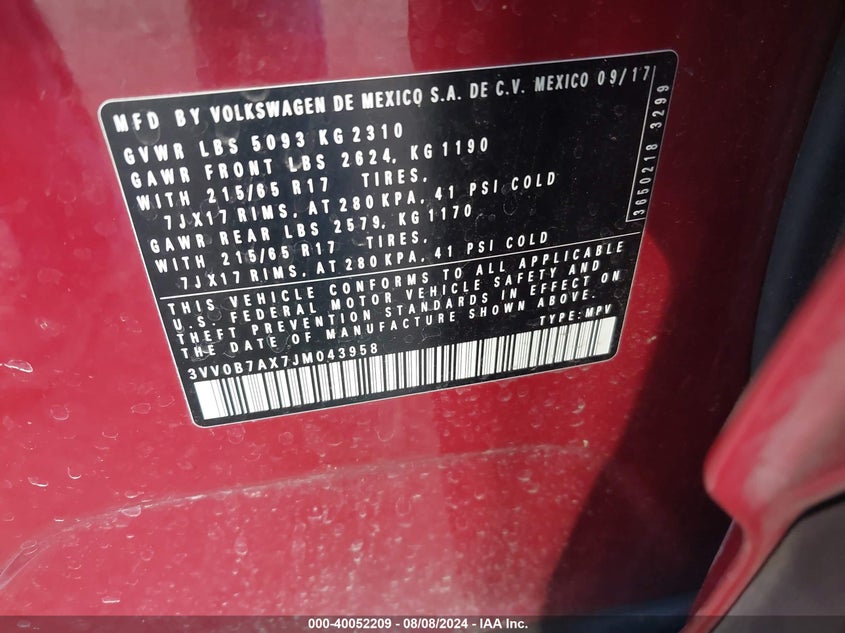 MFD BY VOLKSWAGEN DE MEXICO S.A. DE C.V. MEXICO 09/17
GVWR LBS 5093 KG 2310
GAWR FRONT LBS 2624, KG 1190
WITH 215/65 R17 TIRES,
7JX17 RIMS, AT 280 KPA, 41 PSI COLD
GAWR REAR LBS 2579, KG 1170
WITH 215/65 R17 TIRES,
7JX17 RIMS, AT 280 KPA, 41 PSI COLD
THIS VEHICLE CONFORMS TO ALL APPLICABLE
U.S. FEDERAL MOTOR VEHICLE SAFETY AND
THEFT PREVENTION STANDARDS IN EFFECT ON
THE DATE OF MANUFACTURE SHOWN ABOVE.
3VV0B7AX7JM043958 TYPE: MPV
3650218 3299
000-40052209 - 08/08/2024 - IAA Inc.